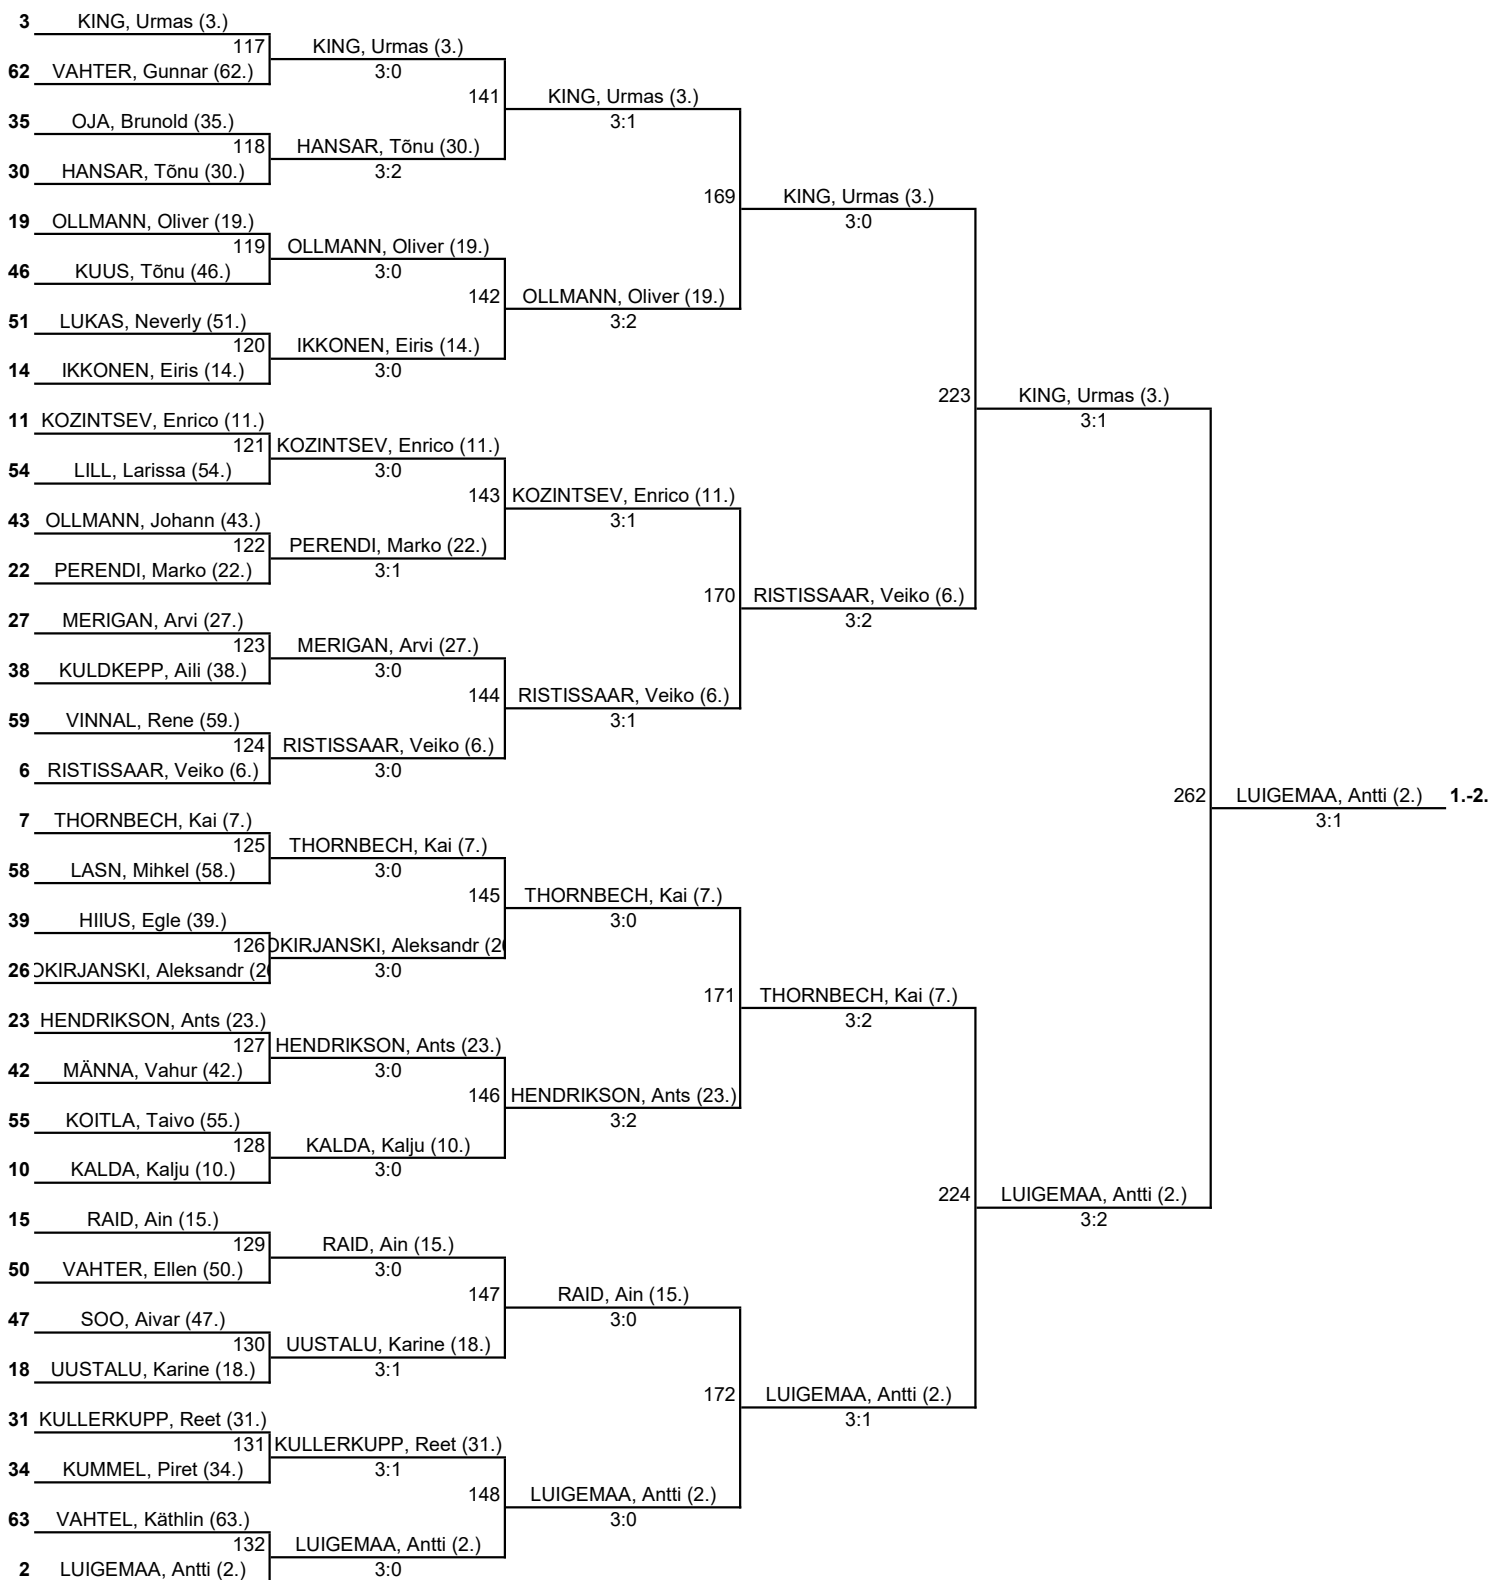 3 KING, Urmas (3.)
117 KING, Urmas (3.)
62 VAHTER, Gunnar (62.) 3:0
141 KING, Urmas (3.)
35 OJA, Brunold (35.) 3:1
118 HANSAR, Tõnu (30.)
30 HANSAR, Tõnu (30.) 3:2
169 KING, Urmas (3.)
19 OLLMANN, Oliver (19.) 3:0
119 OLLMANN, Oliver (19.)
46 KUUS, Tõnu (46.) 3:0
142 OLLMANN, Oliver (19.)
51 LUKAS, Neverly (51.) 3:2
120 IKKONEN, Eiris (14.)
14 IKKONEN, Eiris (14.) 3:0
223 KING, Urmas (3.)
11 KOZINTSEV, Enrico (11.) 3:1
121 KOZINTSEV, Enrico (11.)
54 LILL, Larissa (54.) 3:0
143 KOZINTSEV, Enrico (11.)
43 OLLMANN, Johann (43.) 3:1
122 PERENDI, Marko (22.)
22 PERENDI, Marko (22.) 3:1
170 RISTISSAAR, Veiko (6.)
27 MERIGAN, Arvi (27.) 3:2
123 MERIGAN, Arvi (27.)
38 KULDKEPP, Aili (38.) 3:0
144 RISTISSAAR, Veiko (6.)
59 VINNAL, Rene (59.) 3:1
124 RISTISSAAR, Veiko (6.)
6 RISTISSAAR, Veiko (6.) 3:0
262 LUIGEMAA, Antti (2.) 1.-2.
7 THORNBECH, Kai (7.) 3:1
125 THORNBECH, Kai (7.)
58 LASN, Mihkel (58.) 3:0
145 THORNBECH, Kai (7.)
39 HIIUS, Egle (39.) 3:0
126 OKIRJANSKI, Aleksandr (26
26 OKIRJANSKI, Aleksandr (26 3:0
171 THORNBECH, Kai (7.)
23 HENDRIKSON, Ants (23.) 3:2
127 HENDRIKSON, Ants (23.)
42 MÄNNA, Vahur (42.) 3:0
146 HENDRIKSON, Ants (23.)
55 KOITLA, Taivo (55.) 3:2
128 KALDA, Kalju (10.)
10 KALDA, Kalju (10.) 3:0
224 LUIGEMAA, Antti (2.)
15 RAID, Ain (15.) 3:2
129 RAID, Ain (15.)
50 VAHTER, Ellen (50.) 3:0
147 RAID, Ain (15.)
47 SOO, Aivar (47.) 3:0
130 UUSTALU, Karine (18.)
18 UUSTALU, Karine (18.) 3:1
172 LUIGEMAA, Antti (2.)
31 KULLERKUPP, Reet (31.) 3:1
131 KULLERKUPP, Reet (31.)
34 KUMMEL, Piret (34.) 3:1
148 LUIGEMAA, Antti (2.)
63 VAHTEL, Käthlin (63.) 3:0
132 LUIGEMAA, Antti (2.)
2 LUIGEMAA, Antti (2.) 3:0